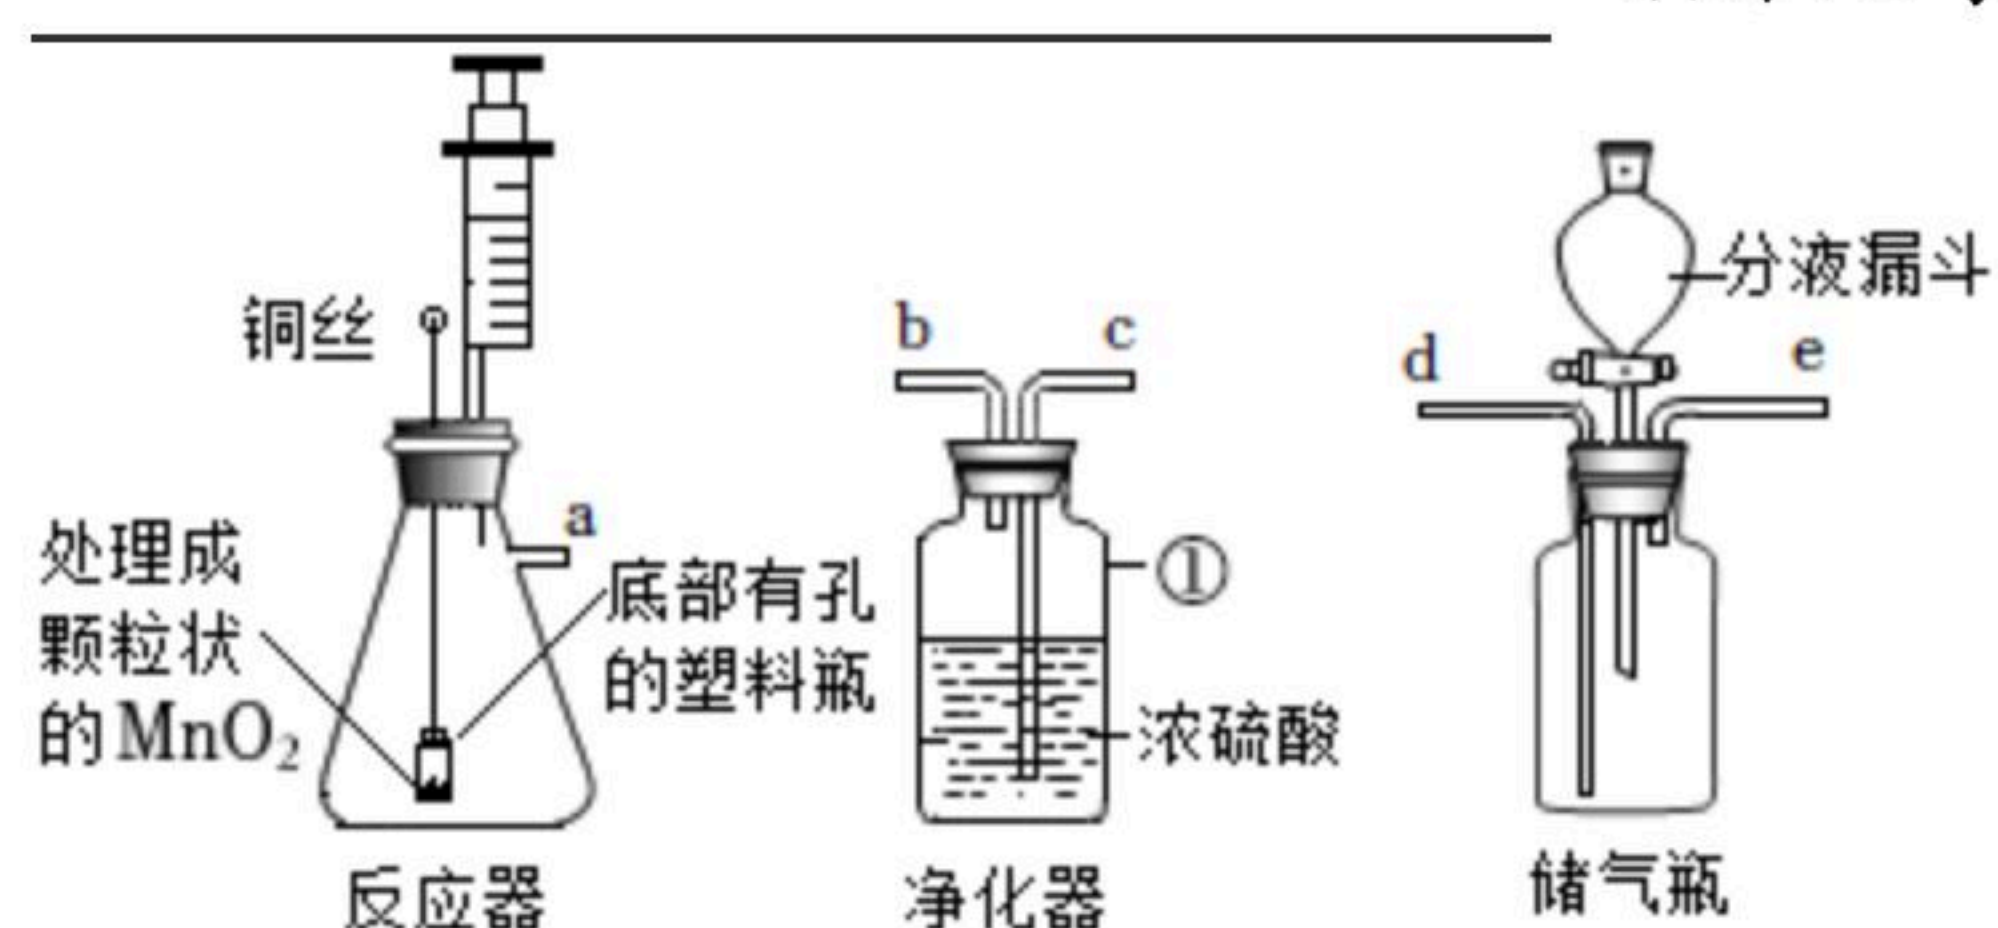 铜丝
处理成
颗粒状
的MnO₂
a
底部有孔
的塑料瓶
反应器
b
c
①
浓硫酸
净化器
分液漏斗
d
e
储气瓶